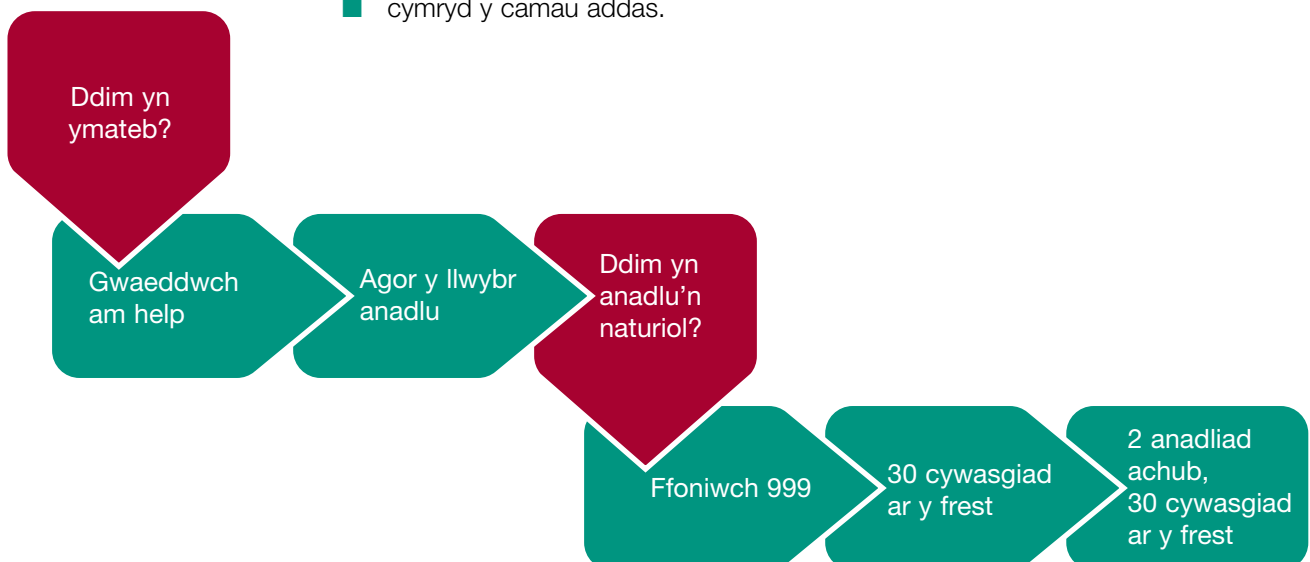 cymryd y camau addas.
Ddim yn
ymateb?
Gwaeddwch
am help
Agor y llwybr
anadlu
Ddim yn
anadlu'n
naturiol?
Ffoniwch 999
30 cywasgiad
ar y frest
2 anadliad
achub,
30 cywasgiad
ar y frest